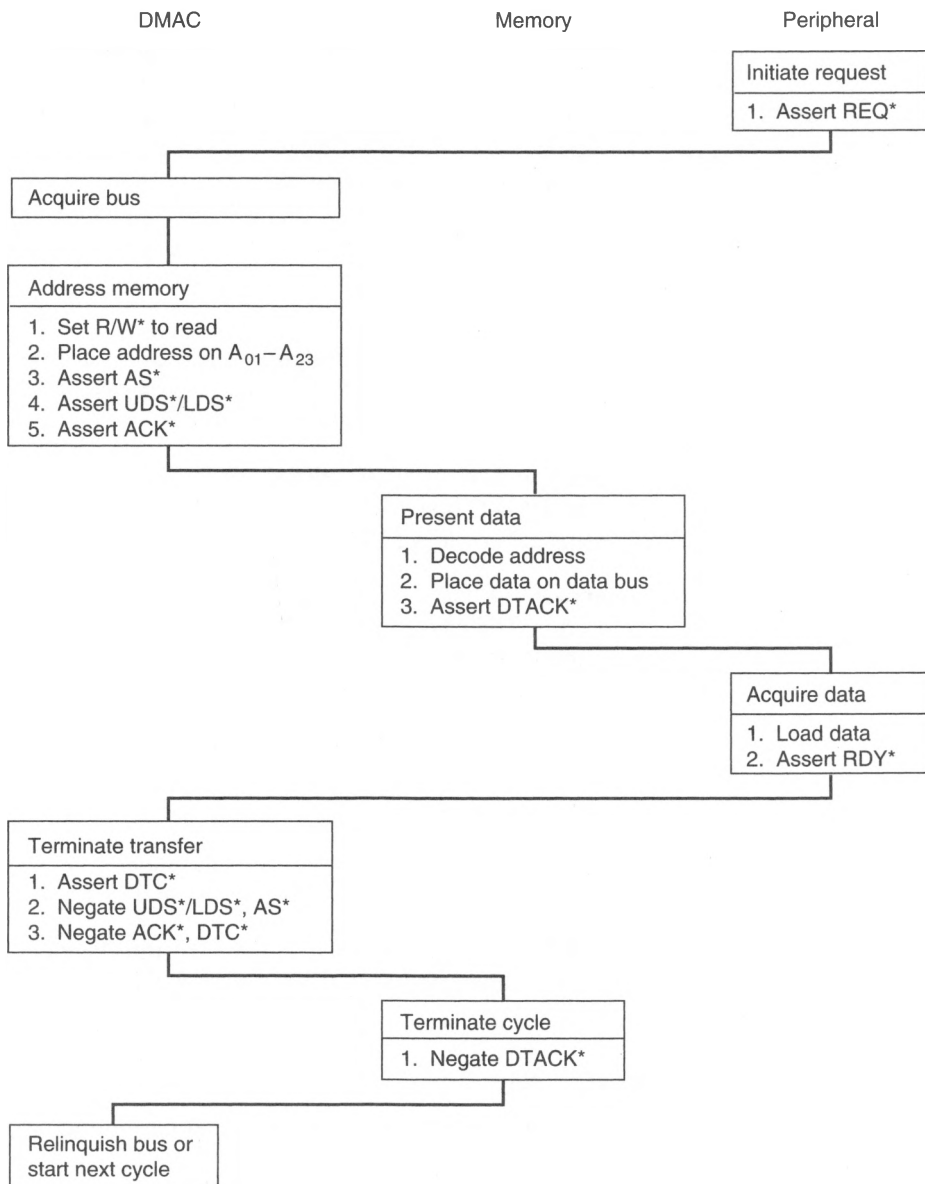 DMAC Memory Peripheral
Initiate request
1. Assert REQ*
Acquire bus
Address memory
1. Set R/W* to read
2. Place address on A₀₁–A₂₃
3. Assert AS*
4. Assert UDS*/LDS*
5. Assert ACK*
Present data
1. Decode address
2. Place data on data bus
3. Assert DTACK*
Acquire data
1. Load data
2. Assert RDY*
Terminate transfer
1. Assert DTC*
2. Negate UDS*/LDS*, AS*
3. Negate ACK*, DTC*
Terminate cycle
1. Negate DTACK*
Relinquish bus or
start next cycle